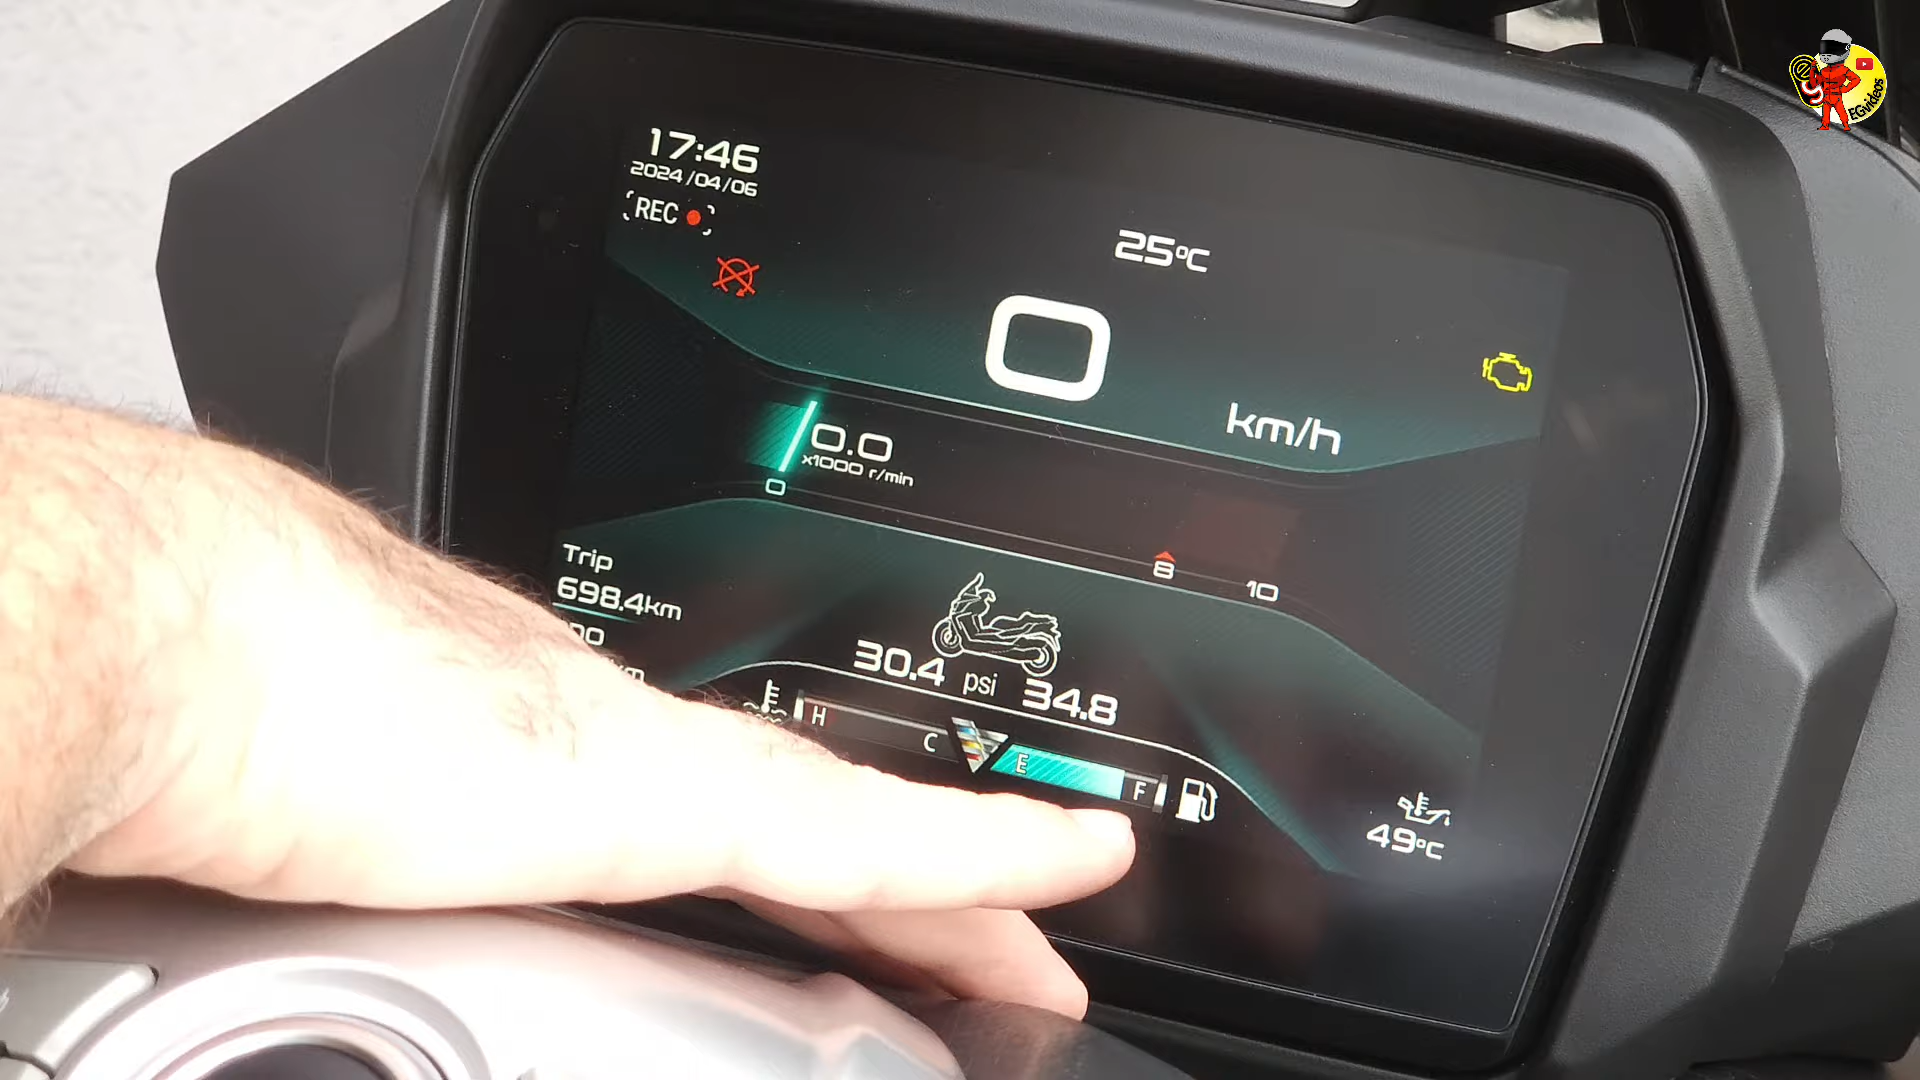 17:46
2024/04/06
REC
25°C
0
km/h
0.0
x1000 r/min
0
8
10
Trip
698.4km
30.4 psi 34.8
H
C
E
F
49°C
EGvideos